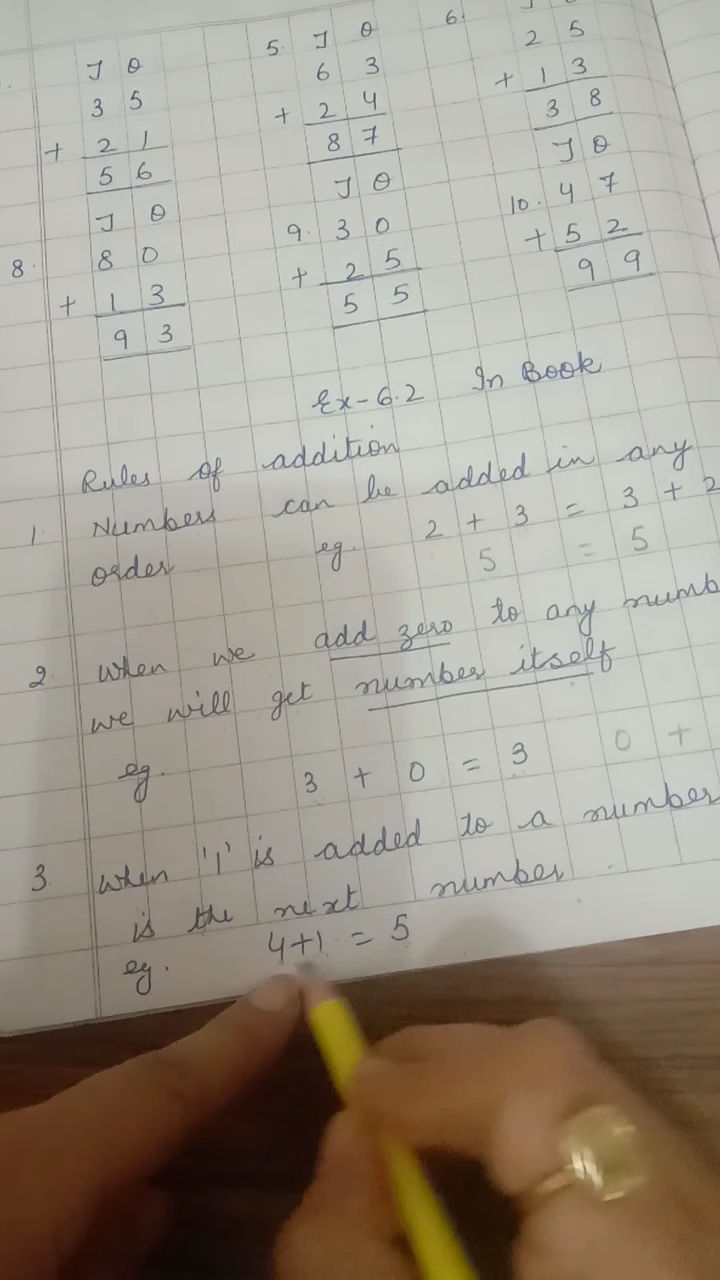 T O
3 5
+ 2 1
5 6
5. T O
6 3
+ 2 4
8 7
6.
2 5
+ 1 3
3 8
T O
8. 8 0
+ 1 3
9 3
T O
9. 3 0
+ 2 5
5 5
T O
10. 4 7
+ 5 2
9 9
Ex-6.2 In Book
Rules of addition
1. Numbers can be added in any
order eg. 2 + 3 = 3 + 2
5 = 5
2. When we add zero to any numb
we will get number itself
eg. 3 + 0 = 3 0 +
3. When '1' is added to a number
is the next number.
eg. 4+1 = 5